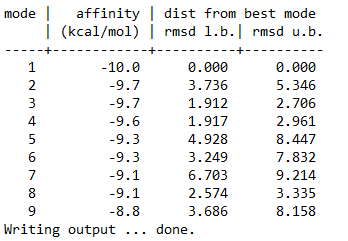 mode |   affinity | dist from best mode
     | (kcal/mol) | rmsd l.b.| rmsd u.b.
-----+------------+----------+----------
   1        -10.0      0.000      0.000
   2         -9.7      3.736      5.346
   3         -9.7      1.912      2.706
   4         -9.6      1.917      2.961
   5         -9.3      4.928      8.447
   6         -9.3      3.249      7.832
   7         -9.1      6.703      9.214
   8         -9.1      2.574      3.335
   9         -8.8      3.686      8.158
Writing output ... done.